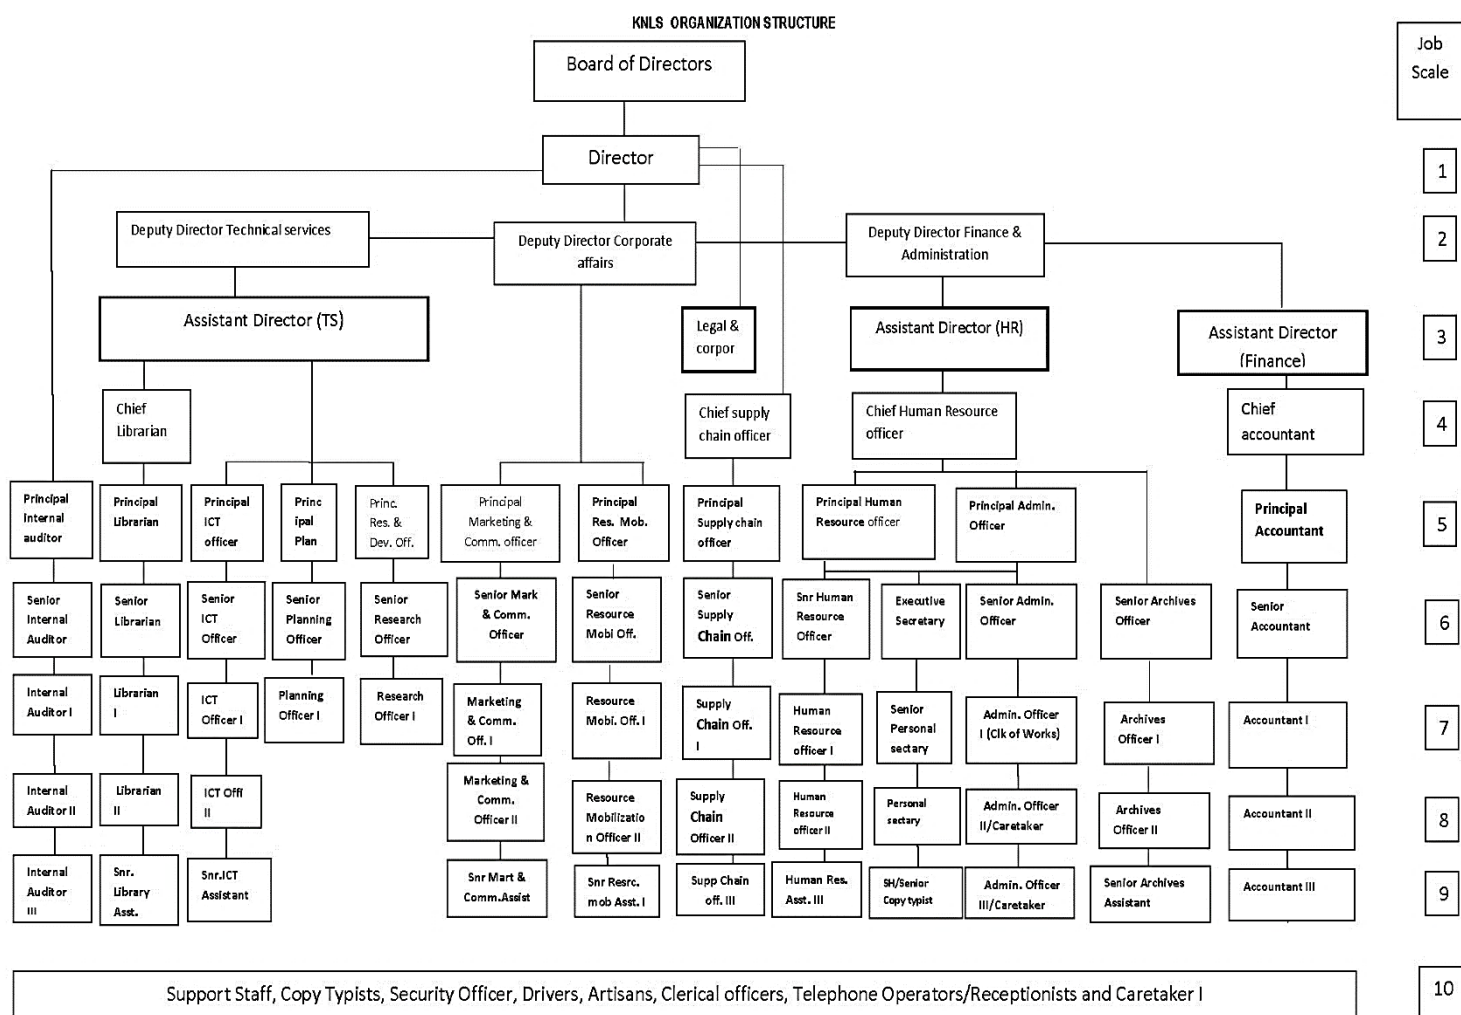 KNLS ORGANIZATION STRUCTURE
Job
Scale
Board of Directors
Director
1
Deputy Director Technical services
Deputy Director Corporate
affairs
Deputy Director Finance &
Administration
2
Assistant Director (TS)
Legal &
corpor
Assistant Director (HR)
Assistant Director
(Finance)
3
Chief
Librarian
Chief supply
chain officer
Chief Human Resource
officer
Chief
accountant
4
Principal
Internal
auditor
Principal
Librarian
Principal
ICT
officer
Princ
ipal
Plan
Princ.
Res. &
Dev. Off.
Principal
Marketing &
Comm. officer
Principal
Res. Mob.
Officer
Principal
Supply chain
officer
Principal Human
Resource officer
Principal Admin.
Officer
Principal
Accountant
5
Senior
Internal
Auditor
Senior
Librarian
Senior
ICT
Officer
Senior
Planning
Officer
Senior
Research
Officer
Senior Mark
& Comm.
Officer
Senior
Resource
Mobi Off.
Senior
Supply
Chain Off.
Snr Human
Resource
Officer
Executive
Secretary
Senior Admin.
Officer
Senior Archives
Officer
Senior
Accountant
6
Internal
Auditor I
Librarian
I
ICT
Officer I
Planning
Officer I
Research
Officer I
Marketing
& Comm.
Off. I
Resource
Mobi. Off. I
Supply
Chain Off.
I
Human
Resource
officer I
Senior
Personal
sectary
Admin. Officer
I (Clk of Works)
Archives
Officer I
Accountant I
7
Internal
Auditor II
Librarian
II
ICT Offi
II
Marketing &
Comm.
Officer II
Resource
Mobilizatio
n Officer II
Supply
Chain
Officer II
Human
Resource
officer II
Personal
sectary
Admin. Officer
II/Caretaker
Archives
Officer II
Accountant II
8
Internal
Auditor
III
Snr.
Library
Asst.
Snr.ICT
Assistant
Snr Mart &
Comm.Assist
Snr Resrc.
mob Asst. I
Supp Chain
off. III
Human Res.
Asst. III
SH/Senior
Copy typist
Admin. Officer
III/Caretaker
Senior Archives
Assistant
Accountant III
9
Support Staff, Copy Typists, Security Officer, Drivers, Artisans, Clerical officers, Telephone Operators/Receptionists and Caretaker I
10